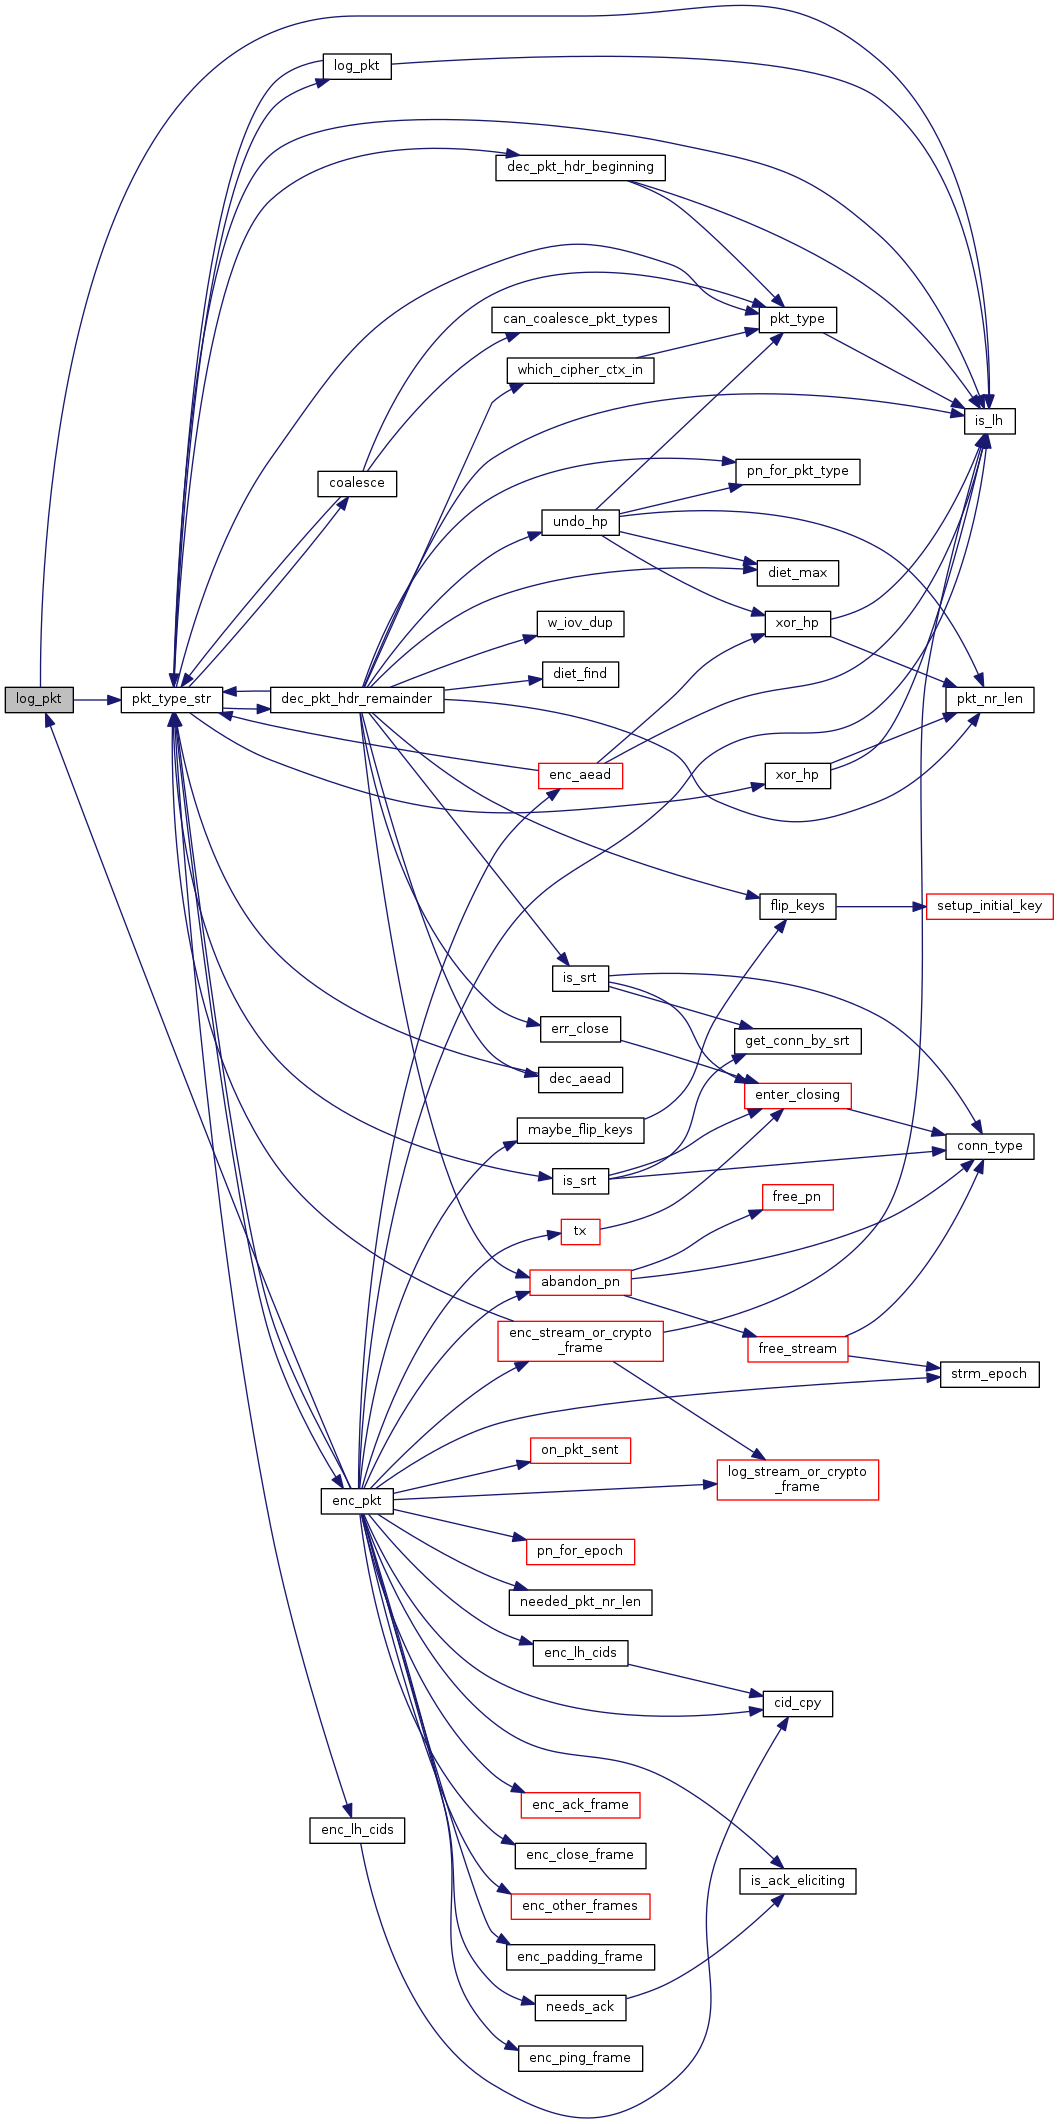 log_pkt
dec_pkt_hdr_beginning
can_coalesce_pkt_types
pkt_type
which_cipher_ctx_in
is_lh
pn_for_pkt_type
coalesce
undo_hp
diet_max
w_iov_dup
xor_hp
diet_find
log_pkt
pkt_type_str
dec_pkt_hdr_remainder
pkt_nr_len
enc_aead
xor_hp
flip_keys
setup_initial_key
is_srt
err_close
get_conn_by_srt
dec_aead
enter_closing
maybe_flip_keys
conn_type
is_srt
free_pn
tx
abandon_pn
enc_stream_or_crypto
_frame
free_stream
strm_epoch
on_pkt_sent
log_stream_or_crypto
_frame
enc_pkt
pn_for_epoch
needed_pkt_nr_len
enc_lh_cids
cid_cpy
enc_ack_frame
enc_lh_cids
enc_close_frame
is_ack_eliciting
enc_other_frames
enc_padding_frame
needs_ack
enc_ping_frame